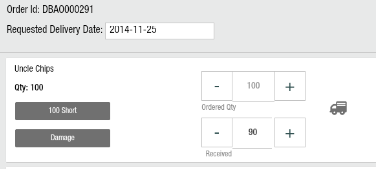 Order Id: DBA0000291
Requested Delivery Date: 2014-11-25
Uncle Chips
Qty: 100
- 100 +
Ordered Qty
100 Short
- 90 +
Damage
Received